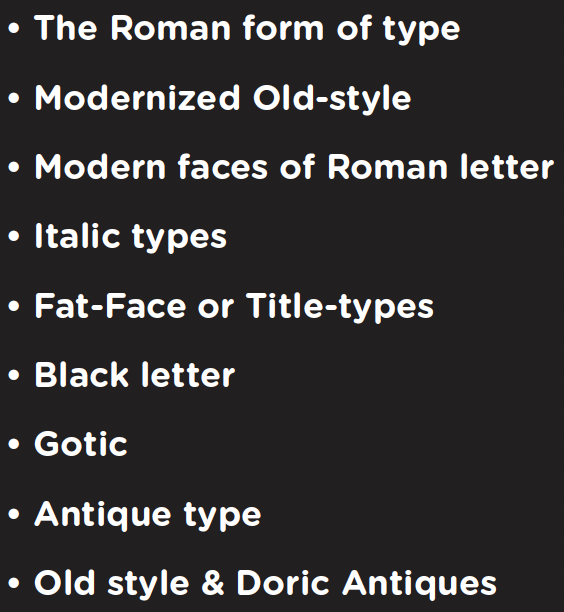 • The Roman form of type
• Modernized Old-style
• Modern faces of Roman letter
• Italic types
• Fat-Face or Title-types
• Black letter
• Gotic
• Antique type
• Old style & Doric Antiques